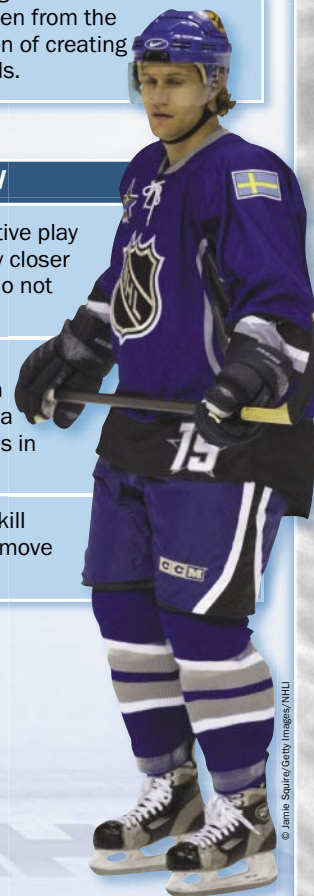 en from the
n of creating
ls.
tive play
y closer
o not
n
a
s in
kill
move
NHL
15
CCM
© Jamie Squire/Getty Images/NHLI